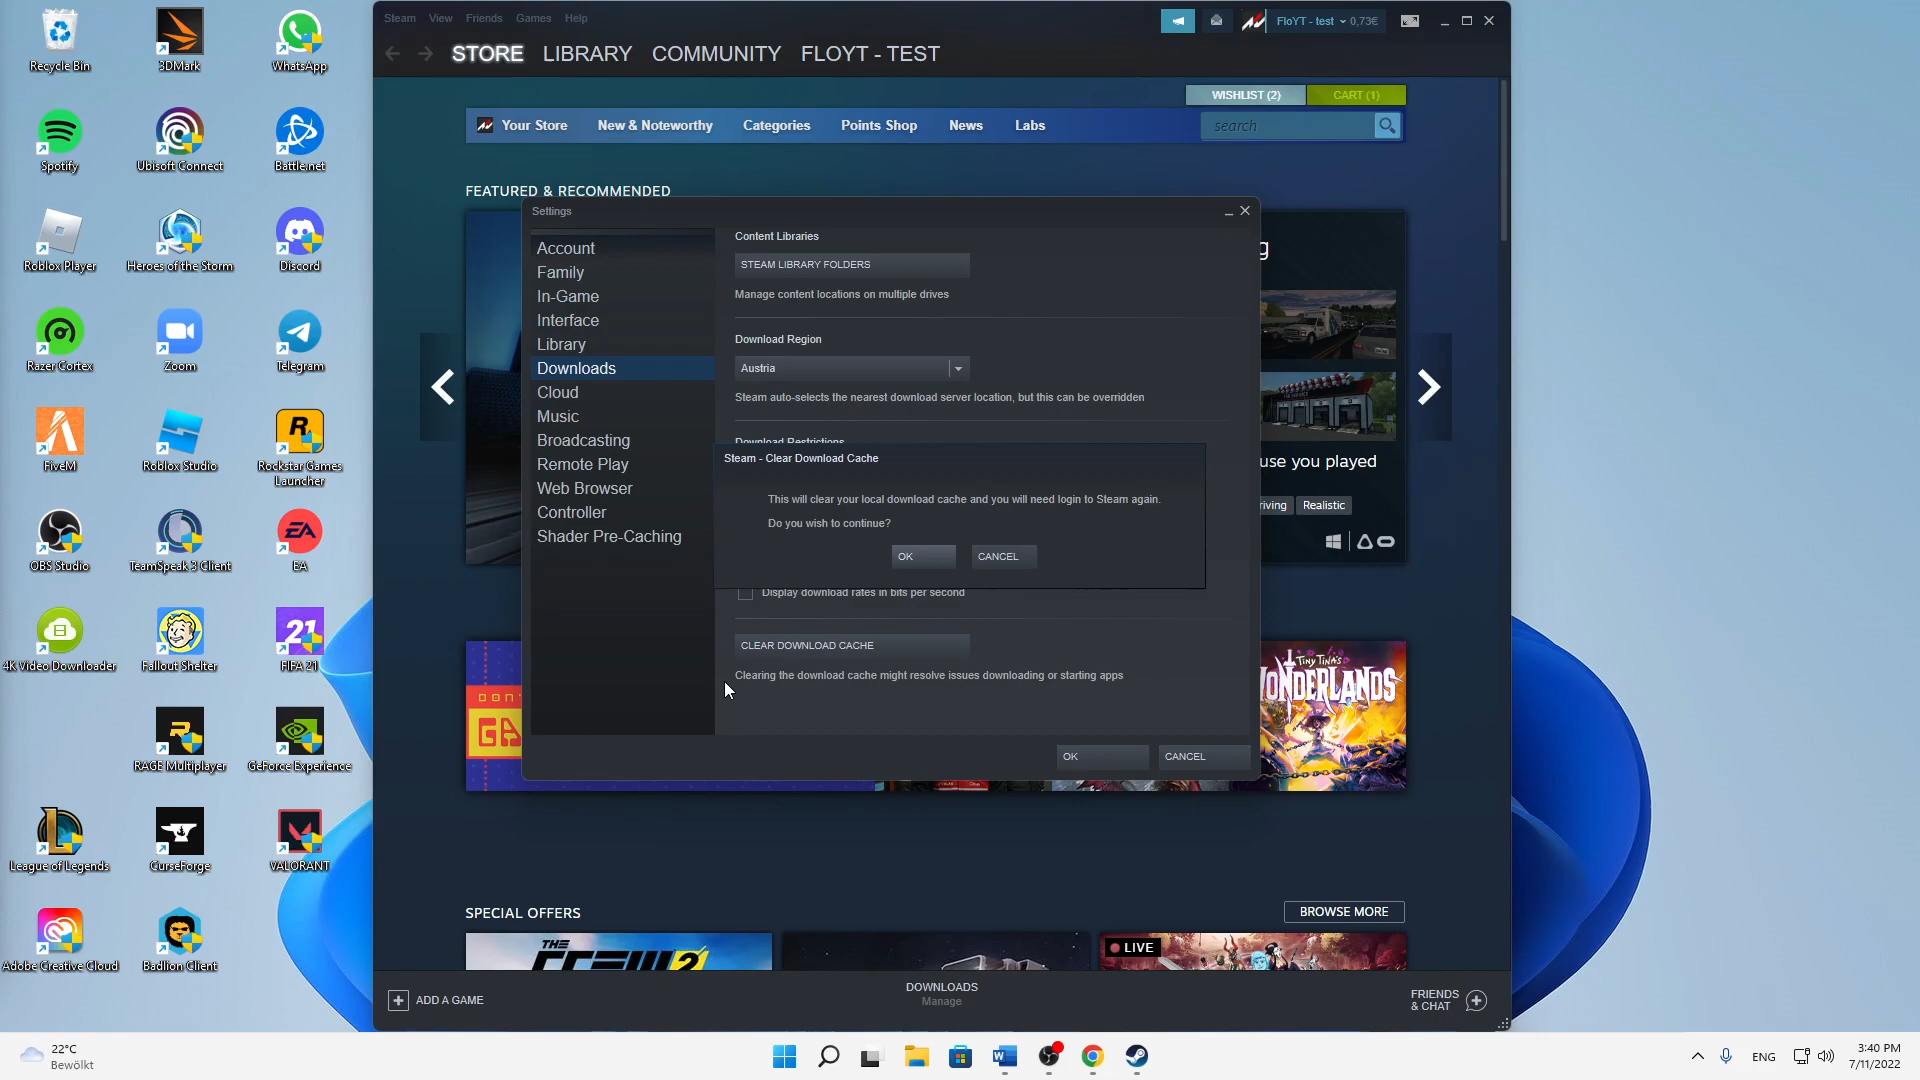 Recycle Bin
3DMark
WhatsApp
Spotify
Ubisoft Connect
Battle.net
Roblox Player
Heroes of the Storm
Discord
Razer Cortex
Zoom
Telegram
FiveM
Roblox Studio
Rockstar Games
Launcher
OBS Studio
TeamSpeak 3 Client
EA
4K Video Downloader
Fallout Shelter
FIFA 21
RAGE Multiplayer
GeForce Experience
League of Legends
CurseForge
VALORANT
Adobe Creative Cloud
Badlion Client
Steam View Friends Games Help
FloYT - test 0,73€
STORE LIBRARY COMMUNITY FLOYT - TEST
WISHLIST (2) CART (1)
Your Store New & Noteworthy Categories Points Shop News Labs search
FEATURED & RECOMMENDED
Settings
Account
Family
In-Game
Interface
Library
Downloads
Cloud
Music
Broadcasting
Remote Play
Web Browser
Controller
Shader Pre-Caching
Content Libraries
STEAM LIBRARY FOLDERS
Manage content locations on multiple drives
Download Region
Austria
Steam auto-selects the nearest download server location, but this can be overridden
Download Restrictions
Steam - Clear Download Cache
This will clear your local download cache and you will need login to Steam again.
Do you wish to continue?
OK CANCEL
Display download rates in bits per second
CLEAR DOWNLOAD CACHE
Clearing the download cache might resolve issues downloading or starting apps
OK CANCEL
g
use you played
riving Realistic
DON'T
GA
TINY TINA'S
WONDERLANDS
SPECIAL OFFERS
BROWSE MORE
THE
CREW 2
LIVE
ADD A GAME
DOWNLOADS
Manage
FRIENDS
& CHAT
22°C
Bewölkt
ENG
3:40 PM
7/11/2022